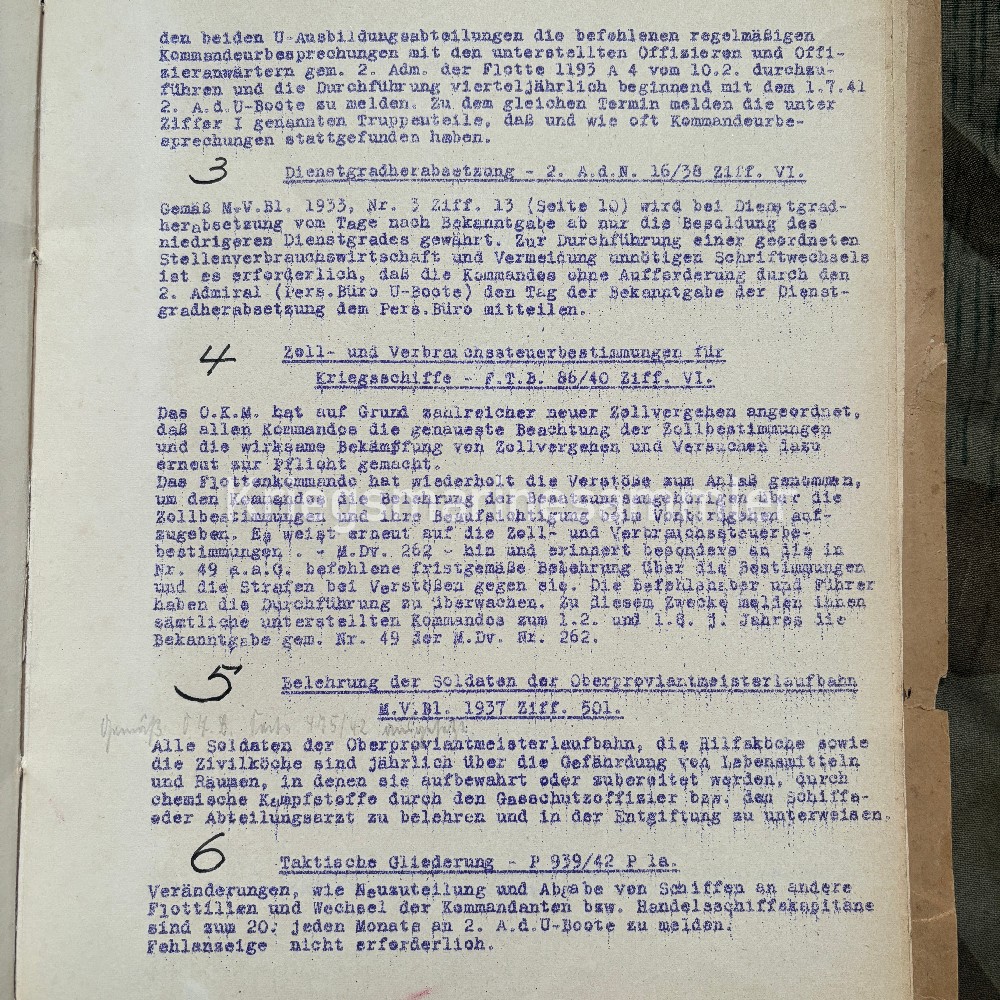 den beiden U-Ausbildungsabteilungen die befohlenen regelmäßigen
Kommandeurbesprechungen mit den unterstellten Offizieren und Offi-
zieranwärtern gem. 2. Adm. der Flotte 1193 A 4 vom 10.2. durchzu-
führen und die Durchführung vierteljährlich beginnend mit dem 1.7.41
2. A.d.U-Boote zu melden. Zu dem gleichen Termin melden die unter
Ziffer I genannten Truppenteile, daß und wie oft Kommandeurbe-
sprechungen stattgefunden haben.
3 Dienstgradherabsetzung - 2. A.d.N. 16/38 Ziff. VI.
Gemäß M.V.Bl. 1933, Nr. 3 Ziff. 13 (Seite 10) wird bei Dienstgrad-
herabsetzung vom Tage nach Bekanntgabe ab nur die Besoldung des
niedrigeren Dienstgrades gewährt. Zur Durchführung einer geordneten
Stellenverbrauchswirtschaft und Vermeidung unnötigen Schriftwechsels
ist es erforderlich, daß die Kommandos ohne Aufforderung durch den
2. Admiral (Pers.Büro U-Boote) den Tag der Bekanntgabe der Dienst-
gradherabsetzung dem Pers.Büro mitteilen.
4 Zoll- und Verbrauchssteuerbestimmungen für
Kriegsschiffe - F.T.B. 86/40 Ziff. VI.
Das O.K.M. hat auf Grund zahlreicher neuer Zollvergehen angeordnet,
daß allen Kommandos die genaueste Beachtung der Zollbestimmungen
und die wirksame Bekämpfung von Zollvergehen und Versuchen dazu
erneut zur Pflicht gemacht.
Das Flottenkommando hat wiederholt die Verstöße zum Anlaß genommen,
um den Kommandos die Belehrung der Besatzungsangehörigen über die
Zollbestimmungen und ihre Beaufsichtigung beim Vonbordgehen auf-
zugeben. Es weist erneut auf die Zoll- und Verbrauchssteuerbe-
bestimmungen . - M.Dv. 262 - hin und erinnert besonders an die in
Nr. 49 a.a.O. befohlene fristgemäße Belehrung über die Bestimmungen
und die Strafen bei Verstößen gegen sie. Die Befehlshaber und Führer
haben die Durchführung zu überwachen. Zu diesem Zwecke melden ihnen
sämtliche unterstellten Kommandos zum 1.2. und 1.8. j. Jahres die
Bekanntgabe gem. Nr. 49 der M.Dv. Nr. 262.
5 Belehrung der Soldaten der Oberproviantmeisterlaufbahn
M.V.Bl. 1937 Ziff. 501.
Gemäß Seite 475/42
Alle Soldaten der Oberproviantmeisterlaufbahn, die Hilfsköche sowie
die Zivilköche sind jährlich über die Gefährdung von Lebensmitteln
und Räumen, in denen sie aufbewahrt oder zubereitet werden, durch
chemische Kampfstoffe durch den Gasschutzoffizier bzw. den Schiffs-
oder Abteilungsarzt zu belehren und in der Entgiftung zu unterweisen.
6 Taktische Gliederung - P 939/42 P 1a.
Veränderungen, wie Neuzuteilung und Abgabe von Schiffen an andere
Flottillen und Wechsel der Kommandanten bzw. Handelsschiffskapitäne
sind zum 20. jeden Monats an 2. A.d.U-Boote zu melden.
Fehlanzeige nicht erforderlich.